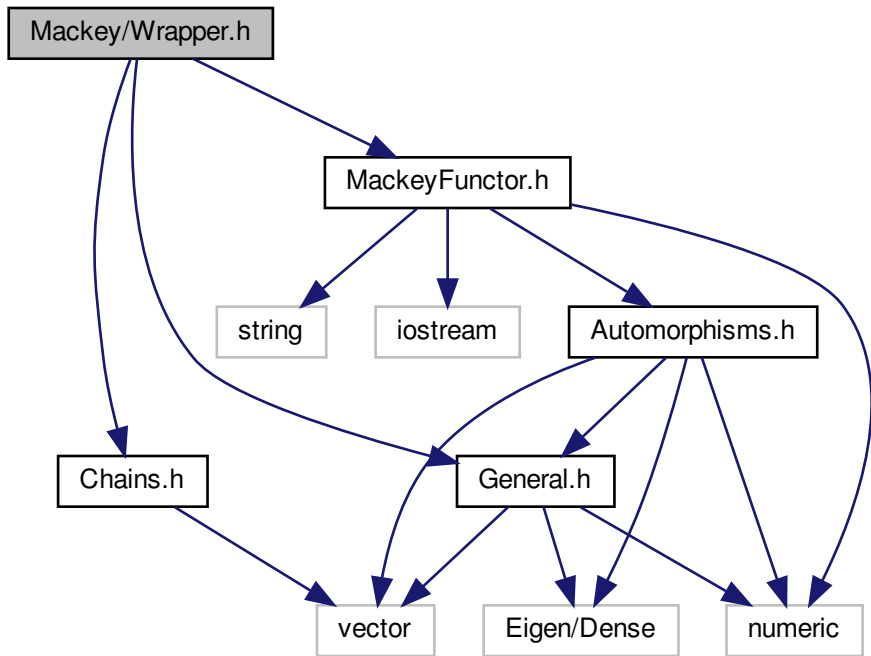 Mackey/Wrapper.h
MackeyFunctor.h
string
iostream
Automorphisms.h
Chains.h
General.h
vector
Eigen/Dense
numeric